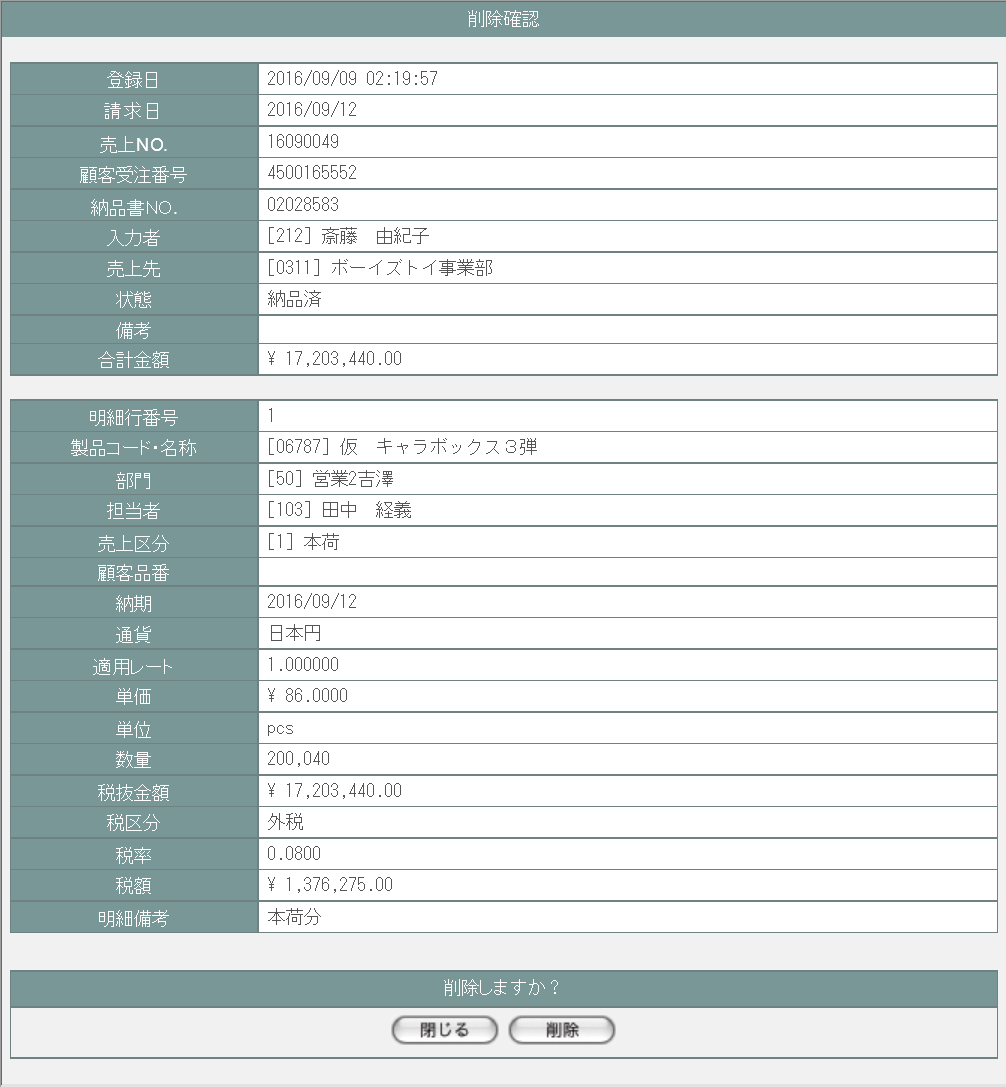 削除確認
登録日 2016/09/09 02:19:57
請求日 2016/09/12
売上NO. 16090049
顧客受注番号 4500165552
納品書NO. 02028583
入力者 [212] 斎藤　由紀子
売上先 [0311] ボーイズトイ事業部
状態 納品済
備考
合計金額 ¥ 17,203,440.00
明細行番号 1
製品コード・名称 [06787] 仮　キャラボックス３弾
部門 [50] 営業2吉澤
担当者 [103] 田中　経義
売上区分 [1] 本荷
顧客品番
納期 2016/09/12
通貨 日本円
適用レート 1.000000
単価 ¥ 86.0000
単位 pcs
数量 200,040
税抜金額 ¥ 17,203,440.00
税区分 外税
税率 0.0800
税額 ¥ 1,376,275.00
明細備考 本荷分
削除しますか？
閉じる 削除